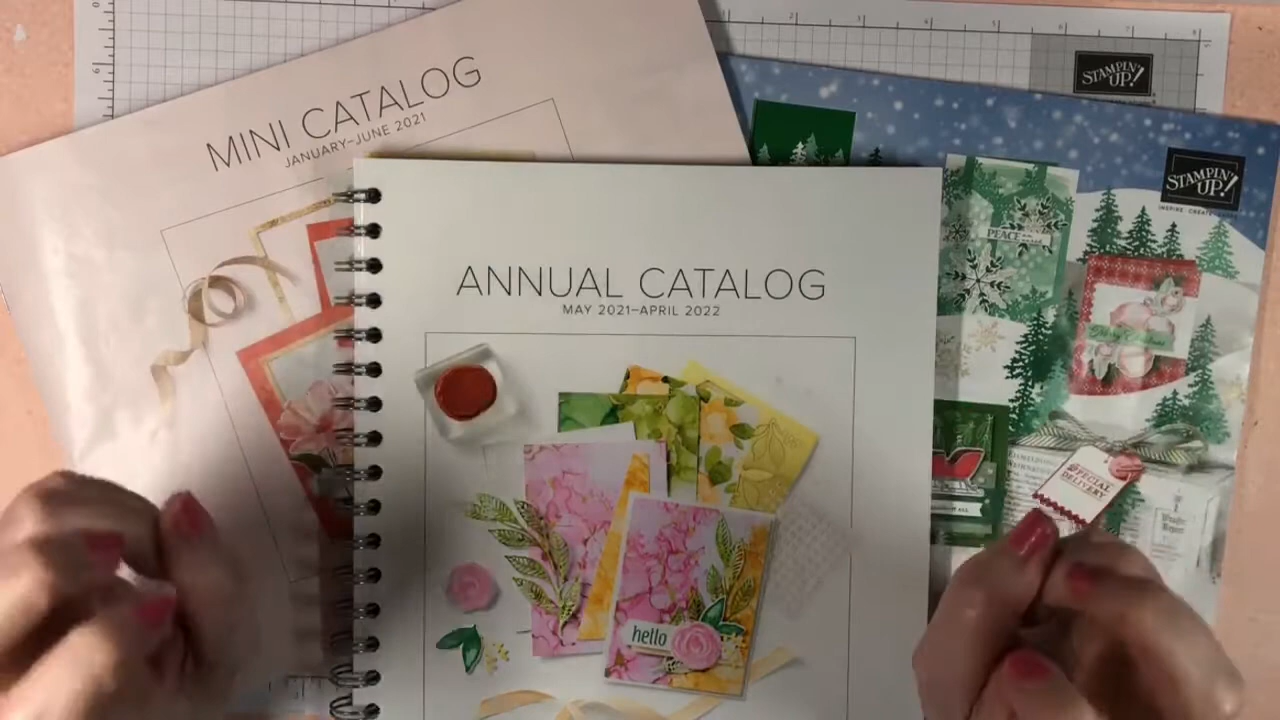 MINI CATALOG
JANUARY–JUNE 2021
ANNUAL CATALOG
MAY 2021–APRIL 2022
hello
STAMPIN' UP!
STAMPIN' UP!
PEACE
SPECIAL
DELIVERY